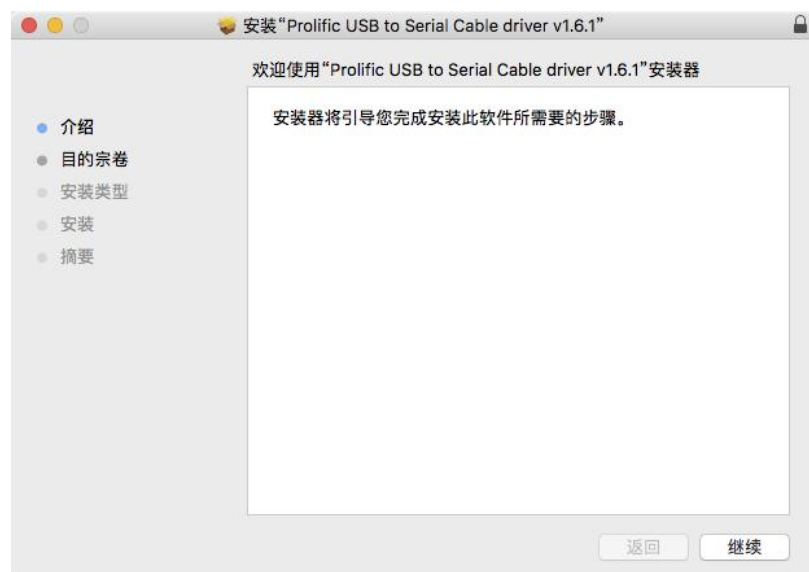 安装“Prolific USB to Serial Cable driver v1.6.1”
欢迎使用“Prolific USB to Serial Cable driver v1.6.1”安装器
介绍
目的宗卷
安装类型
安装
摘要
安装器将引导您完成安装此软件所需要的步骤。
返回
继续